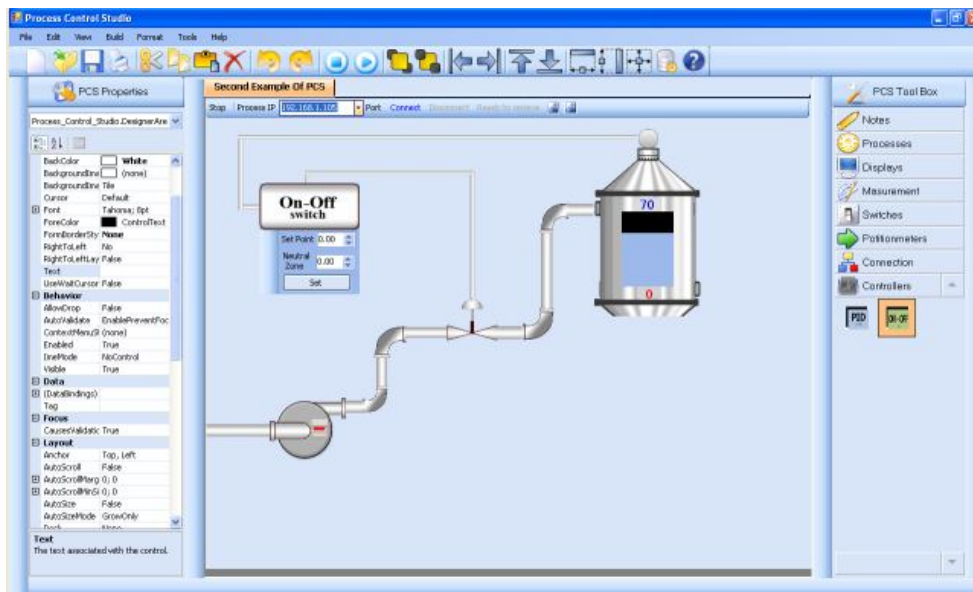 Process Control Studio
File Edit View Build Format Tools Help
PCS Properties
Process_Control_Studio.DesignerAre
BackColor White
BackgroundIma (none)
BackgroundIma Tile
Cursor Default
Font Tahoma; 8pt
ForeColor ControlText
FormBorderSty None
RightToLeft No
RightToLeftLay False
Text
UseWaitCursor False
Behavior
AllowDrop False
AutoValidate EnablePreventFoc
ContextMenuS (none)
Enabled True
ImeMode NoControl
Visible True
Data
(DataBindings)
Tag
Focus
CausesValidatic True
Layout
Anchor Top, Left
AutoScroll False
AutoScrollMarg 0; 0
AutoScrollMinSi 0; 0
AutoSize False
AutoSizeMode GrowOnly
Text
The text associated with the control.
Second Example Of PCS
Stop Process IP 192.168.1.105 Port Connect Disconnect Ready to receive
On-Off
switch
Set Point 0.00
Neutral
Zone 0.00
Set
70
0
PCS Tool Box
Notes
Processes
Displays
Mesurement
Switches
Potitionmeters
Connection
Controllers
PID ON-OFF